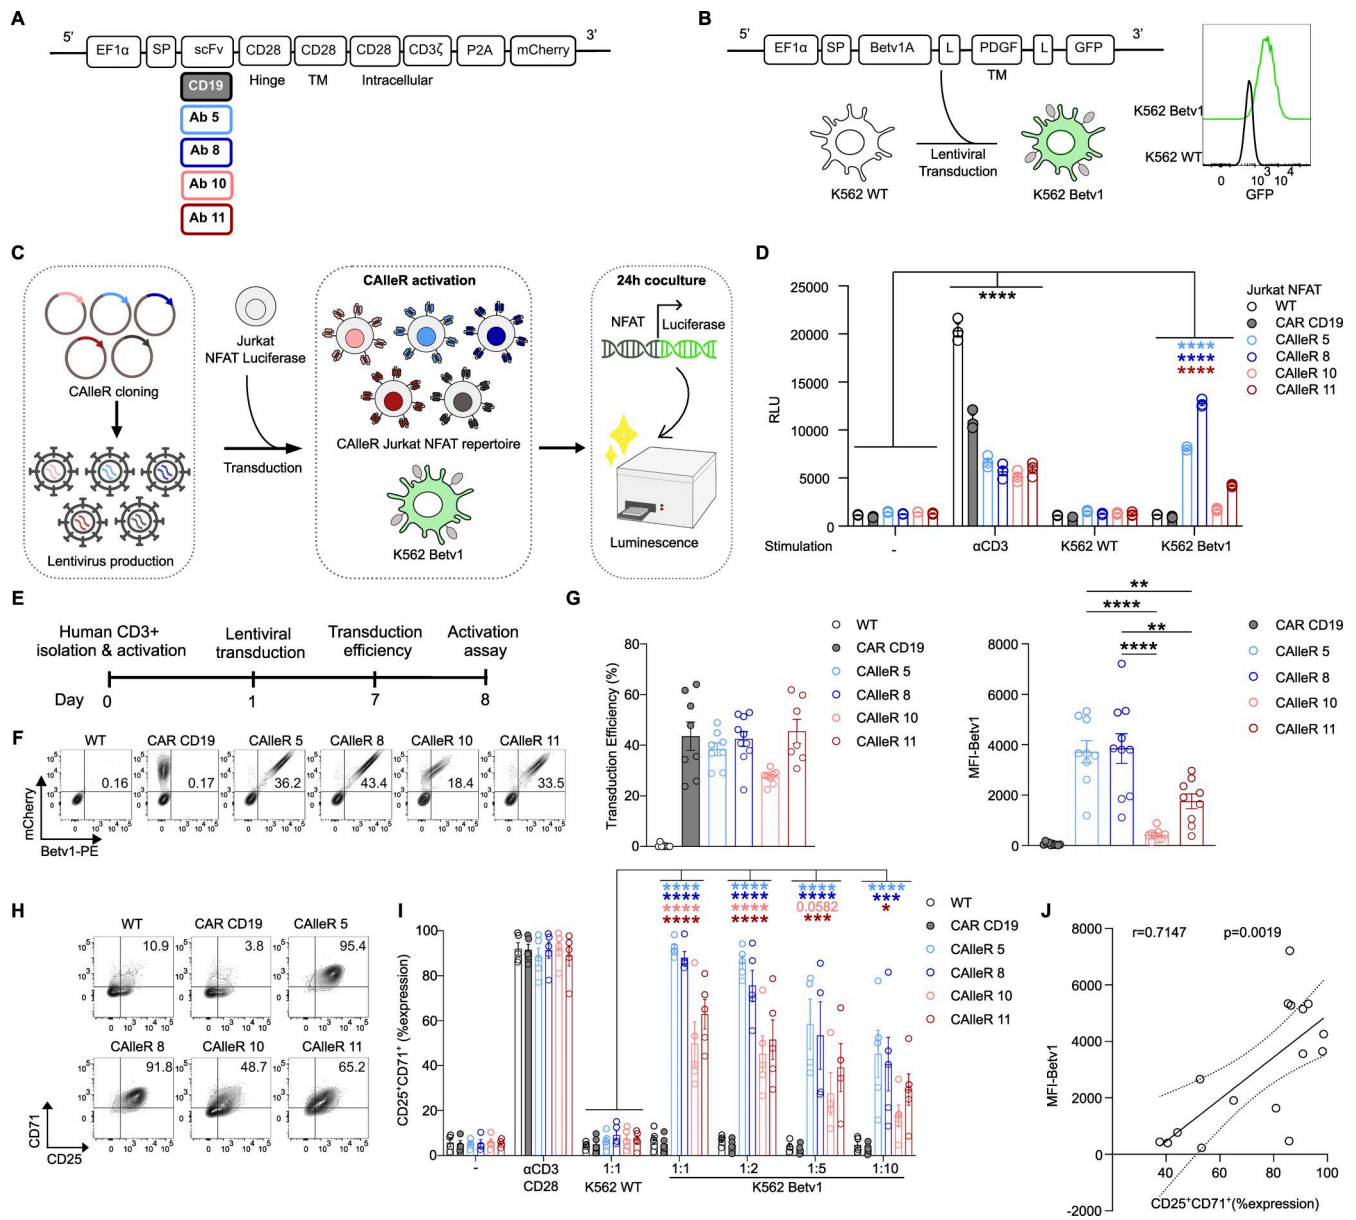 A
5'
EF1α
SP
scFv
CD28
CD28
CD28
CD3ζ
P2A
mCherry
3'
Hinge
TM
Intracellular
CD19
Ab 5
Ab 8
Ab 10
Ab 11
B
5'
EF1α
SP
Betv1A
L
PDGF
L
GFP
3'
TM
K562 WT
Lentiviral
Transduction
K562 Betv1
K562 Betv1
K562 WT
0 10³ 10⁴
GFP
C
CAlleR cloning
Lentivirus production
Jurkat
NFAT Luciferase
Transduction
CAlleR activation
CAlleR Jurkat NFAT repertoire
K562 Betv1
24h coculture
NFAT
Luciferase
Luminescence
D
RLU
25000
20000
15000
10000
5000
0
****
****
****
****
Jurkat NFAT
WT
CAR CD19
CAlleR 5
CAlleR 8
CAlleR 10
CAlleR 11
Stimulation
-
αCD3
K562 WT
K562 Betv1
E
Human CD3+
isolation & activation
Lentiviral
transduction
Transduction
efficiency
Activation
assay
Day 0 1 7 8
F
WT
CAR CD19
CAlleR 5
CAlleR 8
CAlleR 10
CAlleR 11
0.16
0.17
36.2
43.4
18.4
33.5
mCherry
Betv1-PE
G
Transduction Efficiency (%)
80
60
40
20
0
WT
CAR CD19
CAlleR 5
CAlleR 8
CAlleR 10
CAlleR 11
MFI-Betv1
8000
6000
4000
2000
0
**
****
**
****
CAR CD19
CAlleR 5
CAlleR 8
CAlleR 10
CAlleR 11
H
WT
CAR CD19
CAlleR 5
10.9
3.8
95.4
CAlleR 8
CAlleR 10
CAlleR 11
91.8
48.7
65.2
CD71
CD25
I
CD25⁺CD71⁺ (%expression)
100
80
60
40
20
0
****
****
****
****
****
****
****
****
****
****
0.0582
***
****
***
*
WT
CAR CD19
CAlleR 5
CAlleR 8
CAlleR 10
CAlleR 11
-
αCD3
CD28
1:1
K562 WT
1:1
1:2
1:5
1:10
K562 Betv1
J
r=0.7147
p=0.0019
MFI-Betv1
8000
6000
4000
2000
0
-2000
40 60 80 100
CD25⁺CD71⁺(%expression)